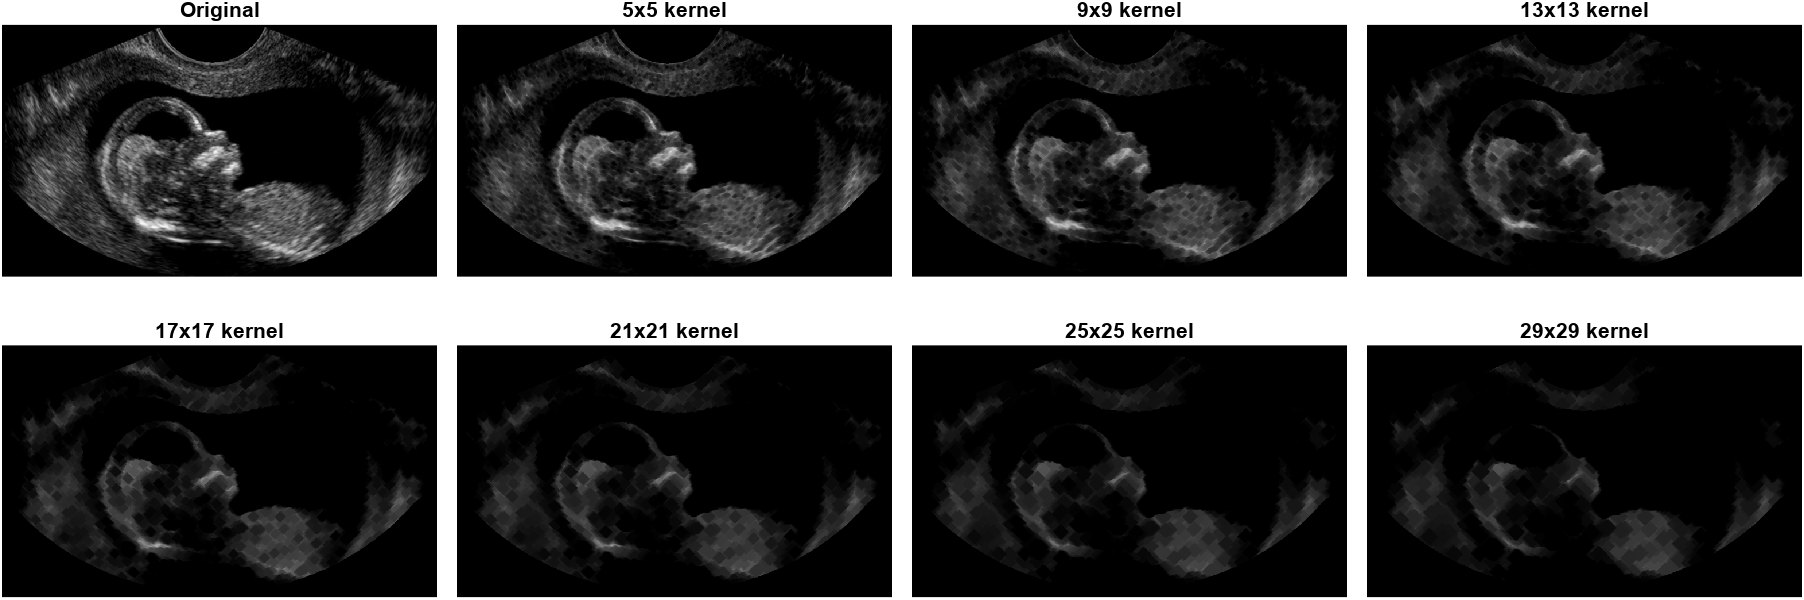 Original
5x5 kernel
9x9 kernel
13x13 kernel
17x17 kernel
21x21 kernel
25x25 kernel
29x29 kernel